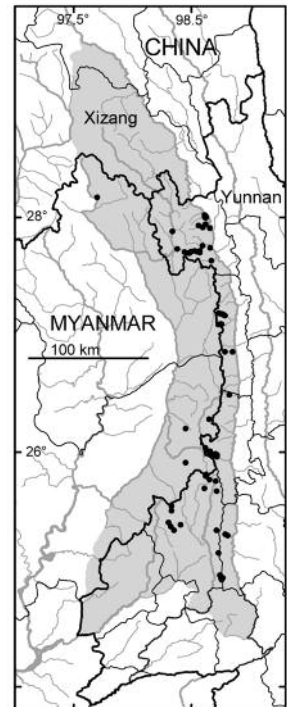 97.5° 98.5°
CHINA
Xizang
Yunnan
28°
MYANMAR
100 km
26°